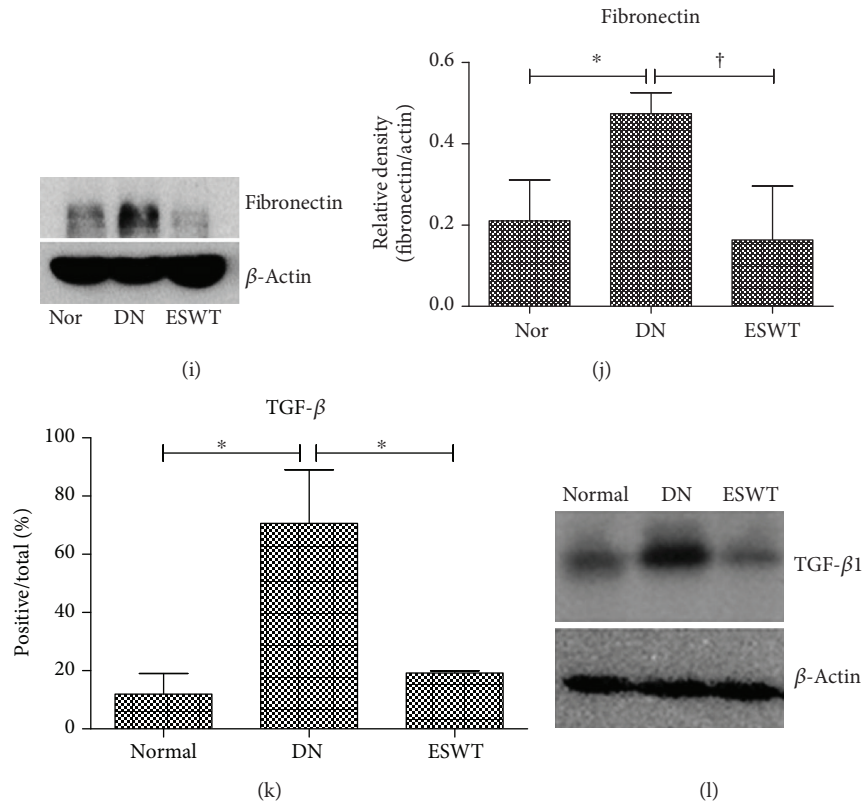 Fibronectin
β-Actin
Nor DN ESWT
(i)
Fibronectin
Relative density
(fibronectin/actin)
0.6
0.4
0.2
0.0
* †
Nor DN ESWT
(j)
TGF-β
Positive/total (%)
100
80
60
40
20
0
* *
Normal DN ESWT
(k)
Normal DN ESWT
TGF-β1
β-Actin
(l)